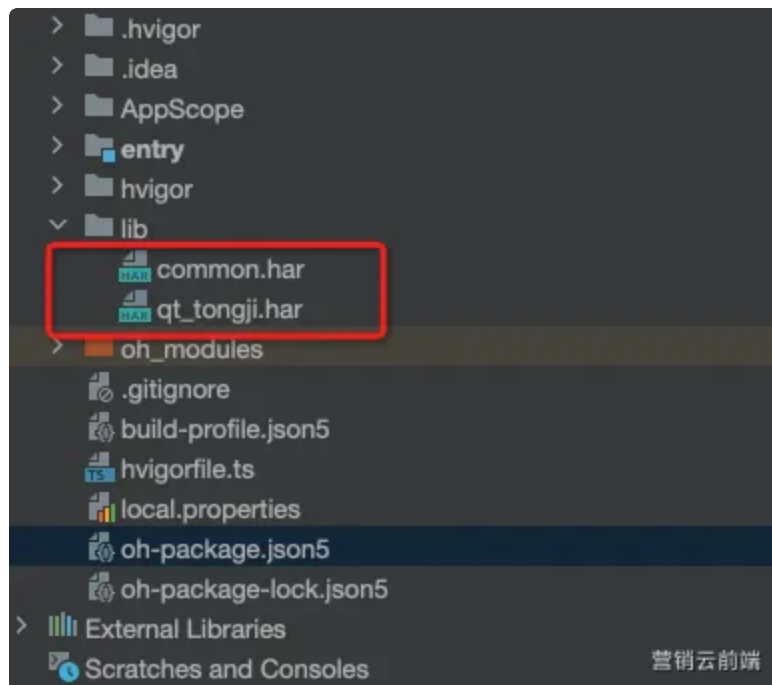 .hvigor
.idea
AppScope
entry
hvigor
lib
HAR common.har
HAR qt_tongji.har
oh_modules
.gitignore
build-profile.json5
TS hvigorfile.ts
local.properties
oh-package.json5
oh-package-lock.json5
External Libraries
Scratches and Consoles
营销云前端